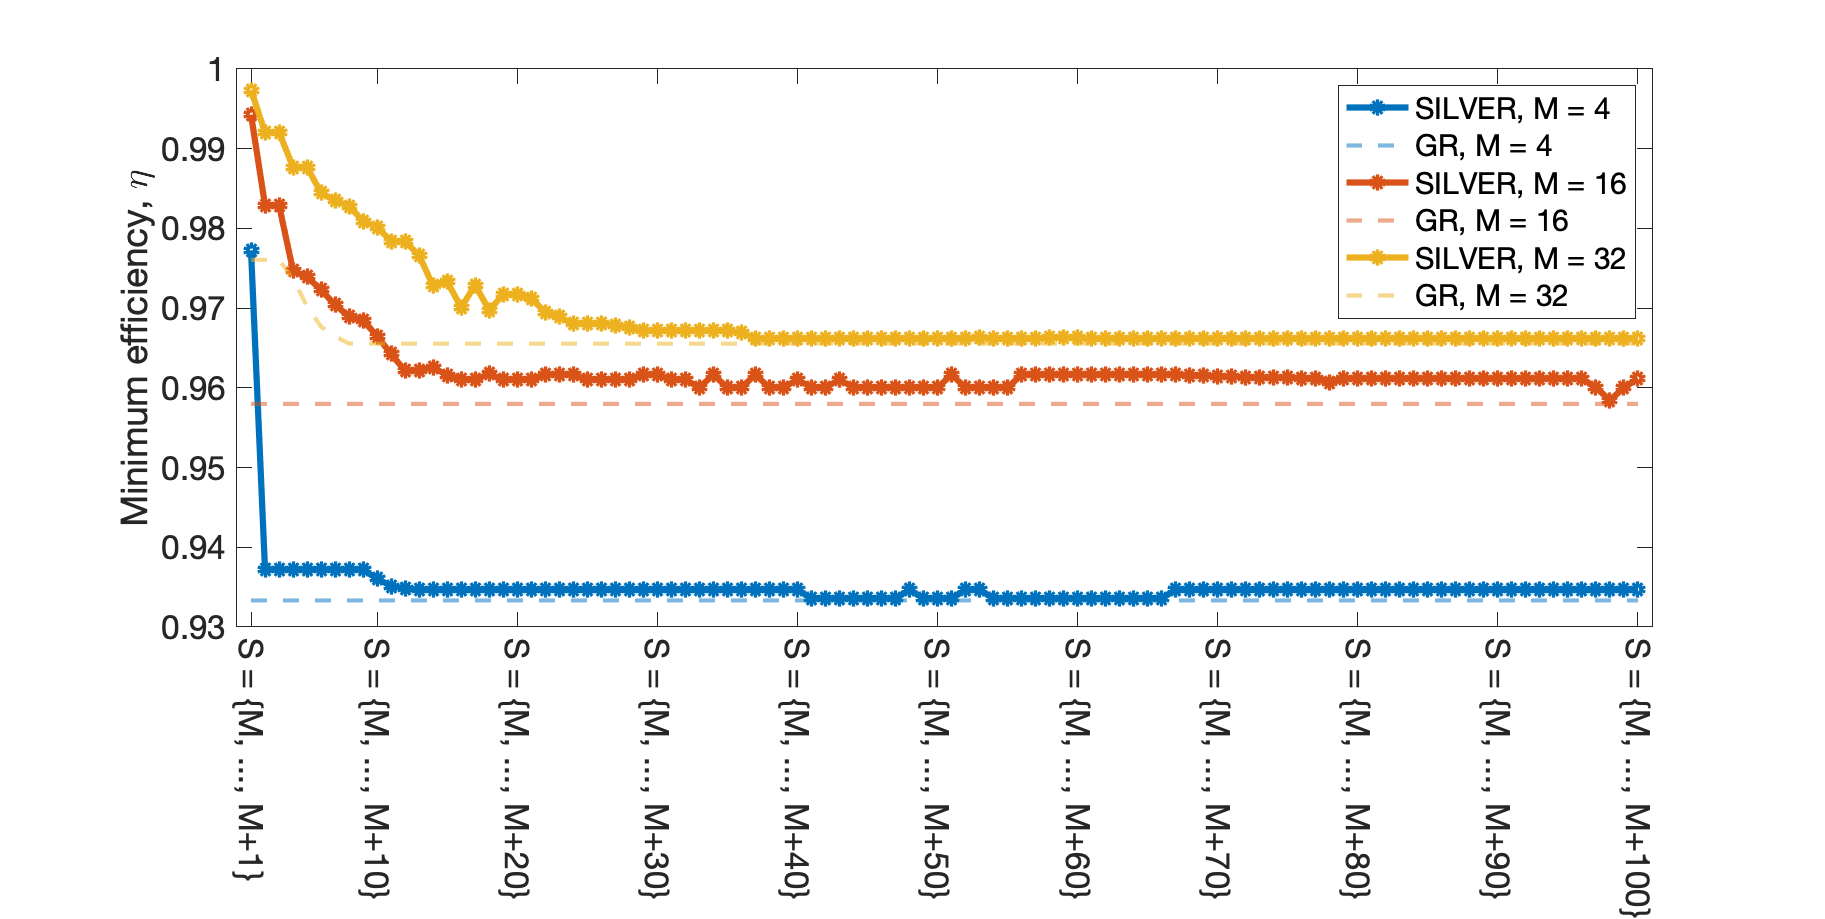 Minimum efficiency, η
1
0.99
0.98
0.97
0.96
0.95
0.94
0.93
SILVER, M = 4
GR, M = 4
SILVER, M = 16
GR, M = 16
SILVER, M = 32
GR, M = 32
S = {M, ..., M+1}
S = {M, ..., M+10}
S = {M, ..., M+20}
S = {M, ..., M+30}
S = {M, ..., M+40}
S = {M, ..., M+50}
S = {M, ..., M+60}
S = {M, ..., M+70}
S = {M, ..., M+80}
S = {M, ..., M+90}
S = {M, ..., M+100}